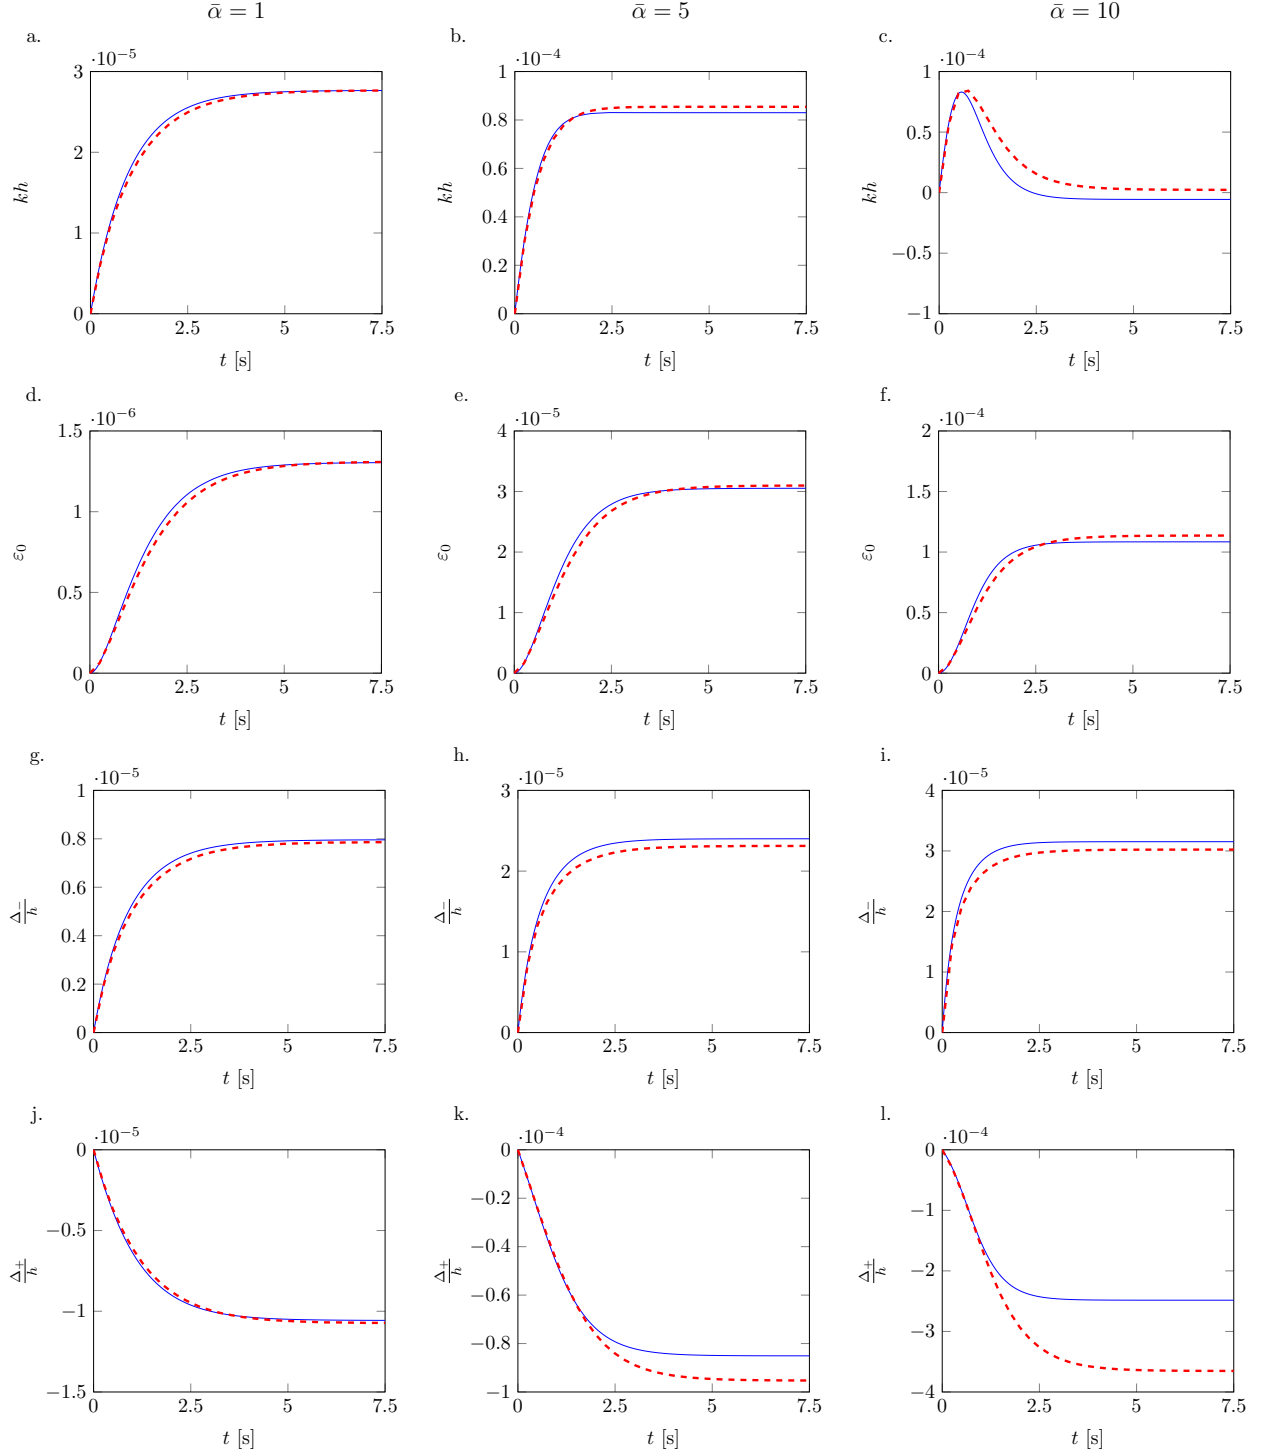 ᾱ = 1
ᾱ = 5
ᾱ = 10
a.
·10⁻⁵
3
2
1
0
kh
0 2.5 5 7.5
t [s]
b.
·10⁻⁴
1
0.8
0.6
0.4
0.2
0
kh
0 2.5 5 7.5
t [s]
c.
·10⁻⁴
1
0.5
0
−0.5
−1
kh
0 2.5 5 7.5
t [s]
d.
·10⁻⁶
1.5
1
0.5
0
ε₀
0 2.5 5 7.5
t [s]
e.
·10⁻⁵
4
3
2
1
0
ε₀
0 2.5 5 7.5
t [s]
f.
·10⁻⁴
2
1.5
1
0.5
0
ε₀
0 2.5 5 7.5
t [s]
g.
·10⁻⁵
1
0.8
0.6
0.4
0.2
0
Δ₋/h
0 2.5 5 7.5
t [s]
h.
·10⁻⁵
3
2
1
0
Δ₋/h
0 2.5 5 7.5
t [s]
i.
·10⁻⁵
4
3
2
1
0
Δ₋/h
0 2.5 5 7.5
t [s]
j.
·10⁻⁵
0
−0.5
−1
−1.5
Δ₊/h
0 2.5 5 7.5
t [s]
k.
·10⁻⁴
0
−0.2
−0.4
−0.6
−0.8
−1
Δ₊/h
0 2.5 5 7.5
t [s]
l.
·10⁻⁴
0
−1
−2
−3
−4
Δ₊/h
0 2.5 5 7.5
t [s]